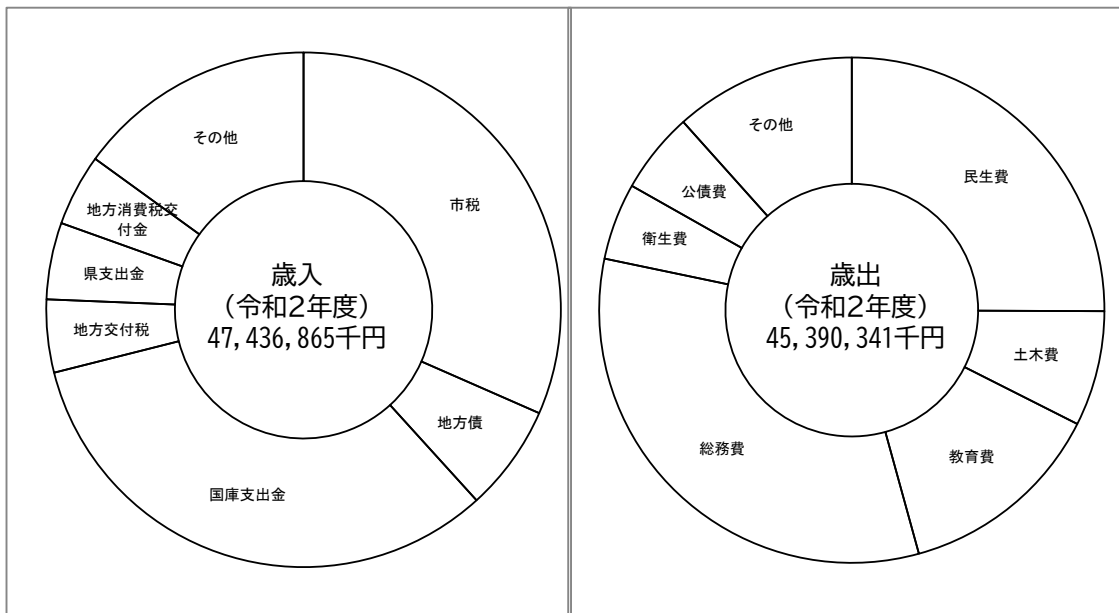 その他
市税
地方消費税交
付金
県支出金
地方交付税
地方債
国庫支出金
歳入
(令和2年度)
47,436,865千円
その他
民生費
公債費
衛生費
土木費
総務費
教育費
歳出
(令和2年度)
45,390,341千円